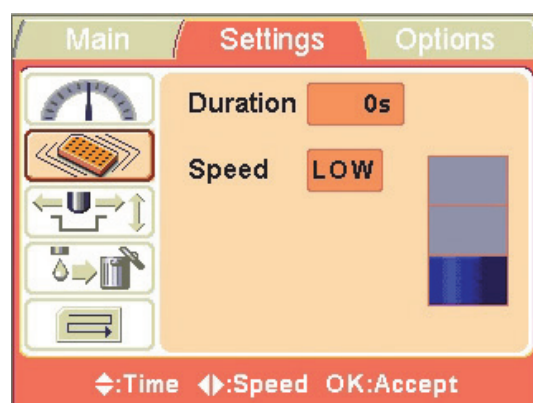 Main Settings Options
Duration 0s
Speed LOW
:Time :Speed OK:Accept